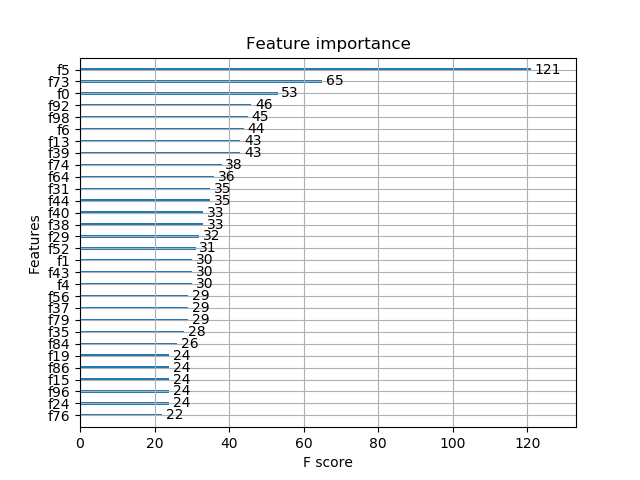 Feature importance
f5 121
f73 65
f0 53
f92 46
f98 45
f6 44
f13 43
f39 43
f74 38
f64 36
f31 35
f44 35
f40 33
f38 33
f29 32
f52 31
f1 30
f43 30
f4 30
f56 29
f37 29
f79 29
f35 28
f84 26
f19 24
f86 24
f15 24
f96 24
f24 24
f76 22
Features
0 20 40 60 80 100 120
F score